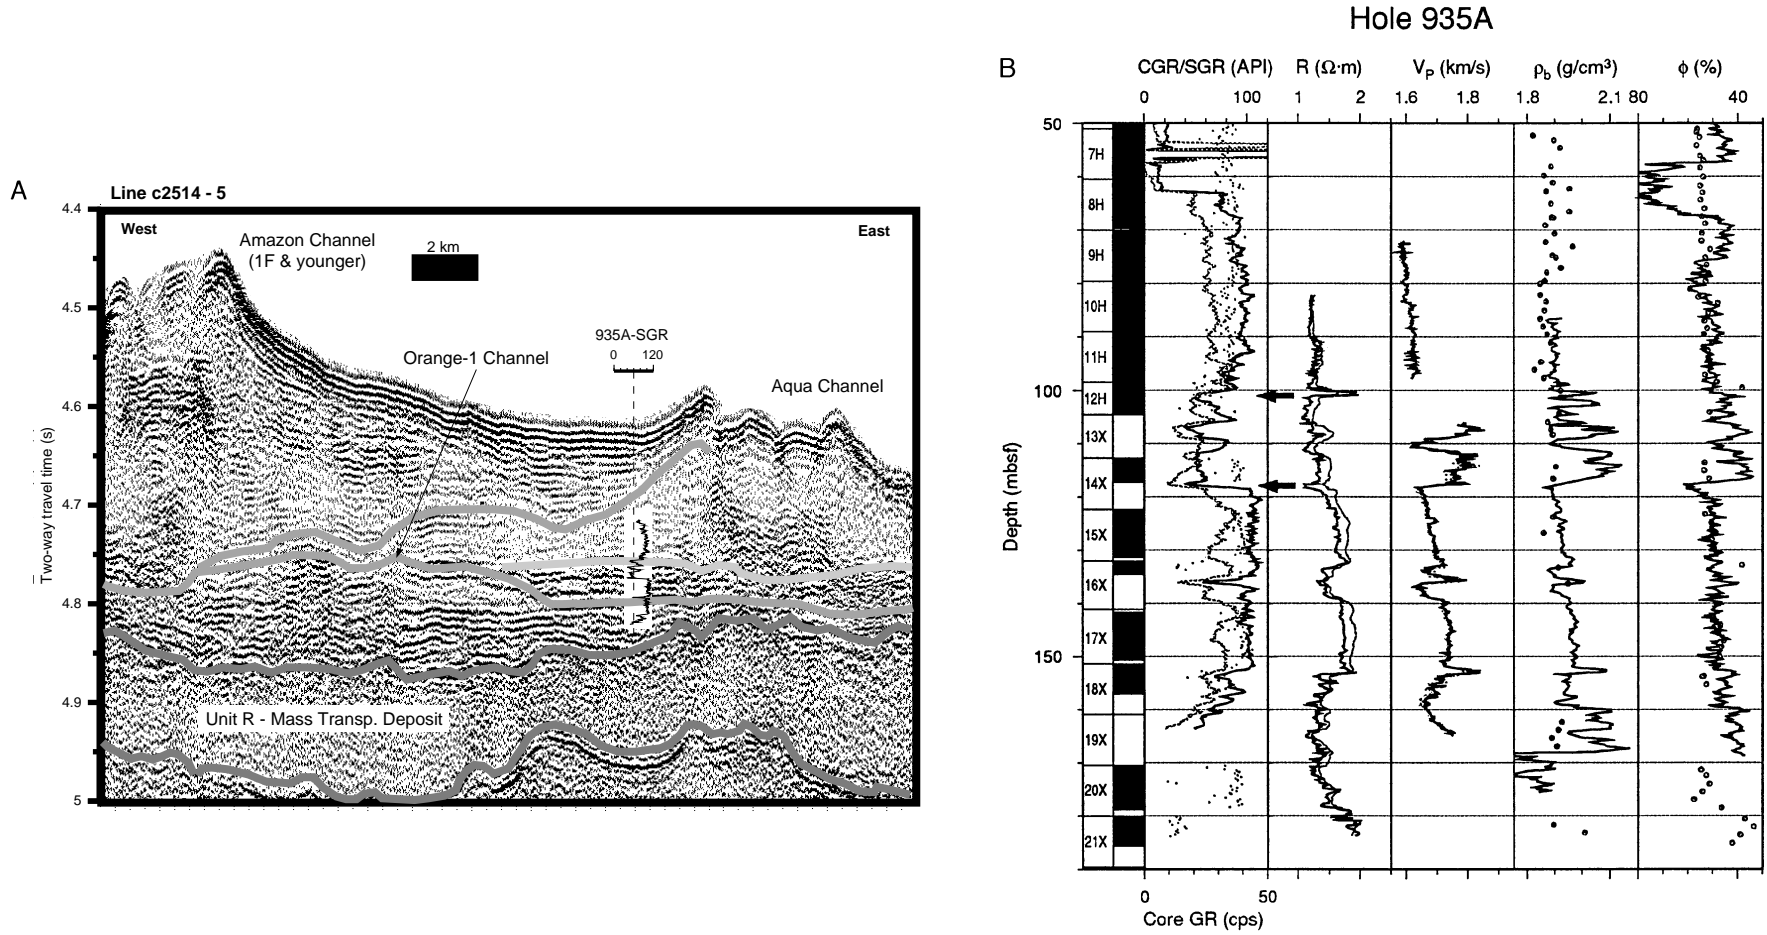 Hole 935A
A
Line c2514 - 5
West
East
Amazon Channel
(1F & younger)
2 km
935A-SGR
0 120
Orange-1 Channel
Aqua Channel
Unit R - Mass Transp. Deposit
Two-way travel time (s)
4.4
4.5
4.6
4.7
4.8
4.9
5
B
CGR/SGR (API) R (Ω·m) VP (km/s) ρb (g/cm³) ϕ (%)
0 100 1 2 1.6 1.8 1.8 2.1 80 40
Depth (mbsf)
50
100
150
7H
8H
9H
10H
11H
12H
13X
14X
15X
16X
17X
18X
19X
20X
21X
0 50
Core GR (cps)